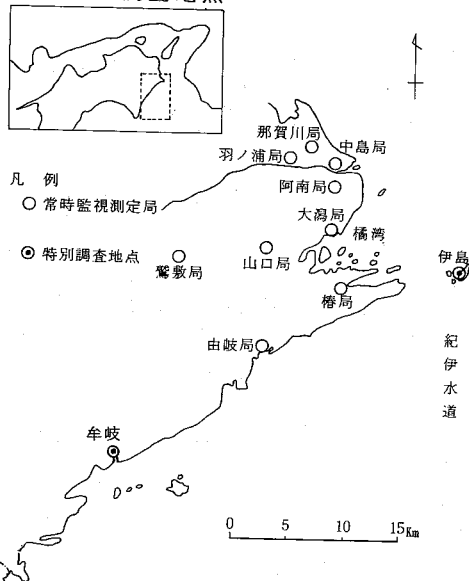 那賀川局
中島局
羽ノ浦局
凡 例
常時監視測定局
阿南局
大潟局
橘湾
特別調査地点
鷲敷局
山口局
伊島
椿局
由岐局
紀伊水道
牟岐
0 5 10 15Km